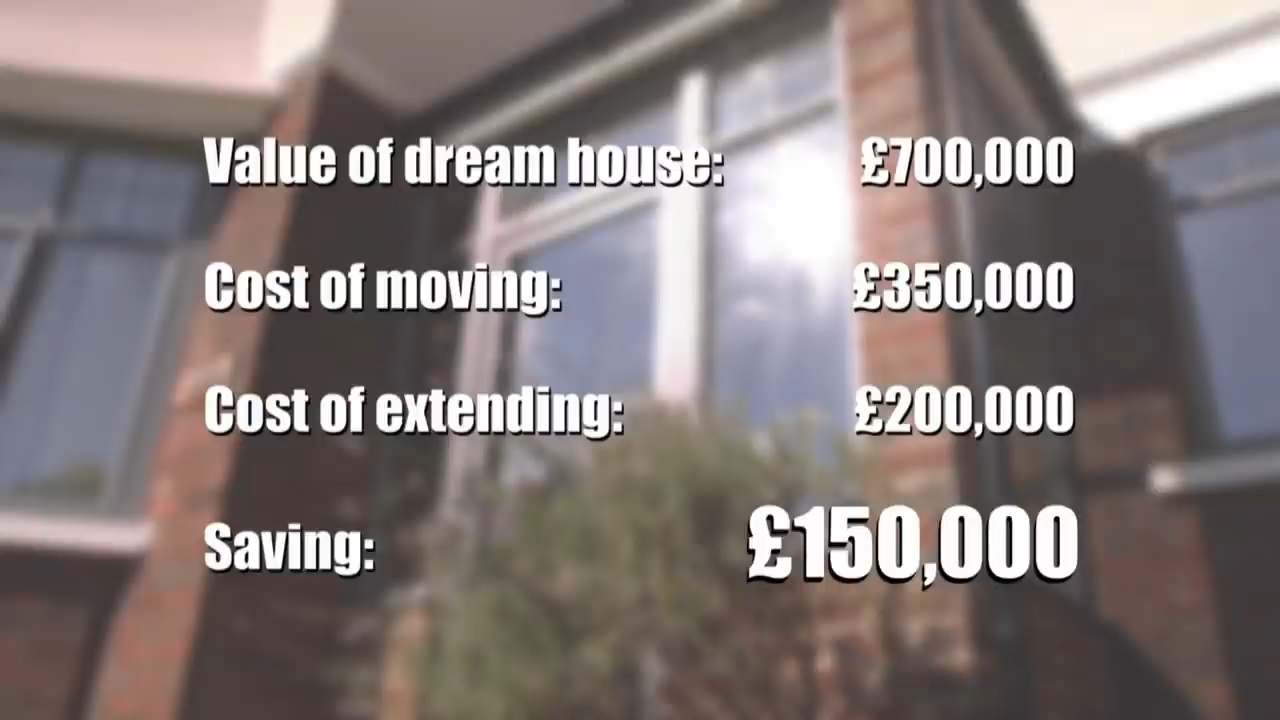 Value of dream house: £700,000
Cost of moving: £350,000
Cost of extending: £200,000
Saving: £150,000